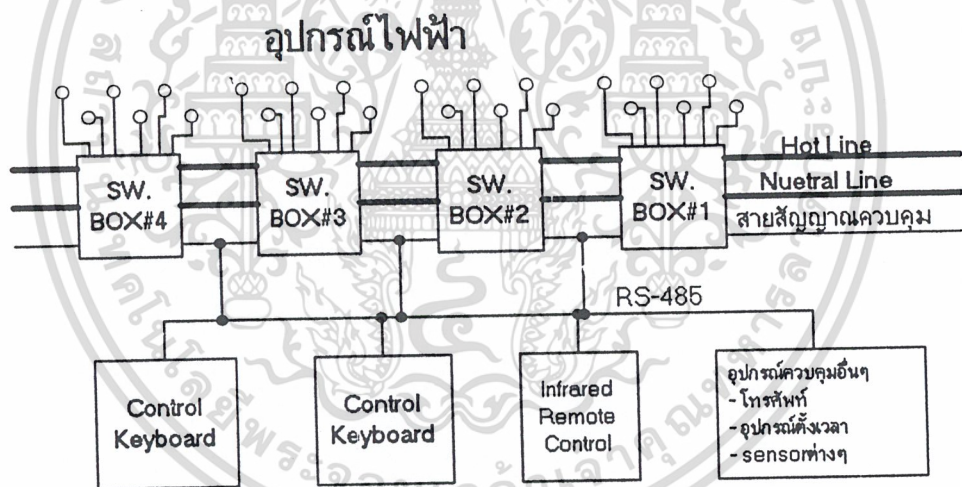 อุปกรณ์ไฟฟ้า
SW.
BOX#4
SW.
BOX#3
SW.
BOX#2
SW.
BOX#1
Hot Line
Nuetral Line
สายสัญญาณควบคุม
RS-485
Control
Keyboard
Control
Keyboard
Infrared
Remote
Control
อุปกรณ์ควบคุมอื่นๆ
- โทรศัพท์
- อุปกรณ์ตั้งเวลา
- sensorต่างๆ